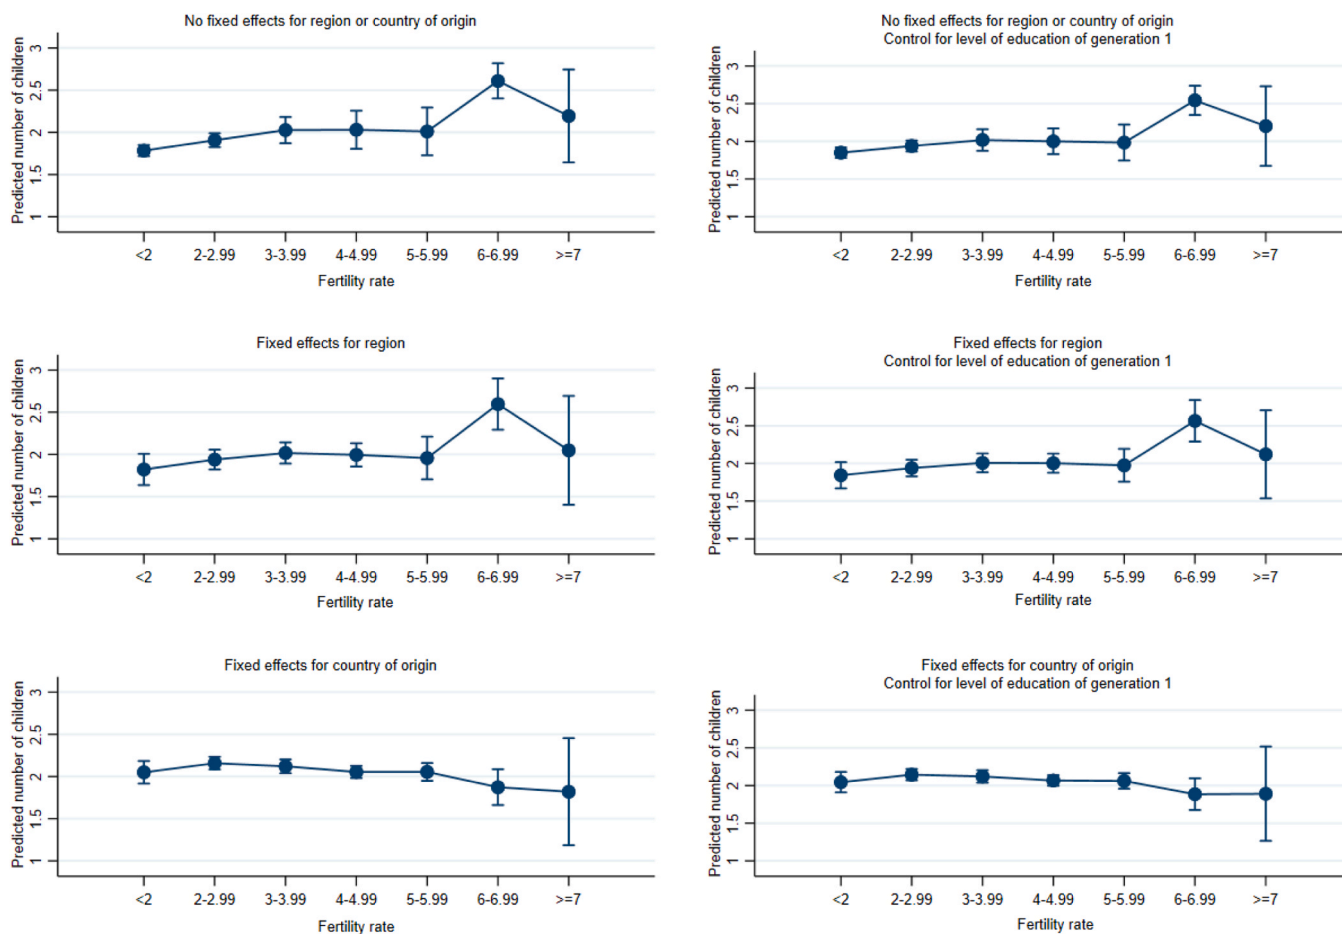 No fixed effects for region or country of origin
Predicted number of children
3
2.5
2
1.5
1
<2 2-2.99 3-3.99 4-4.99 5-5.99 6-6.99 >=7
Fertility rate
No fixed effects for region or country of origin
Control for level of education of generation 1
Predicted number of children
3
2.5
2
1.5
1
<2 2-2.99 3-3.99 4-4.99 5-5.99 6-6.99 >=7
Fertility rate
Fixed effects for region
Predicted number of children
3
2.5
2
1.5
1
<2 2-2.99 3-3.99 4-4.99 5-5.99 6-6.99 >=7
Fertility rate
Fixed effects for region
Control for level of education of generation 1
Predicted number of children
3
2.5
2
1.5
1
<2 2-2.99 3-3.99 4-4.99 5-5.99 6-6.99 >=7
Fertility rate
Fixed effects for country of origin
Predicted number of children
3
2.5
2
1.5
1
<2 2-2.99 3-3.99 4-4.99 5-5.99 6-6.99 >=7
Fertility rate
Fixed effects for country of origin
Control for level of education of generation 1
Predicted number of children
3
2.5
2
1.5
1
<2 2-2.99 3-3.99 4-4.99 5-5.99 6-6.99 >=7
Fertility rate